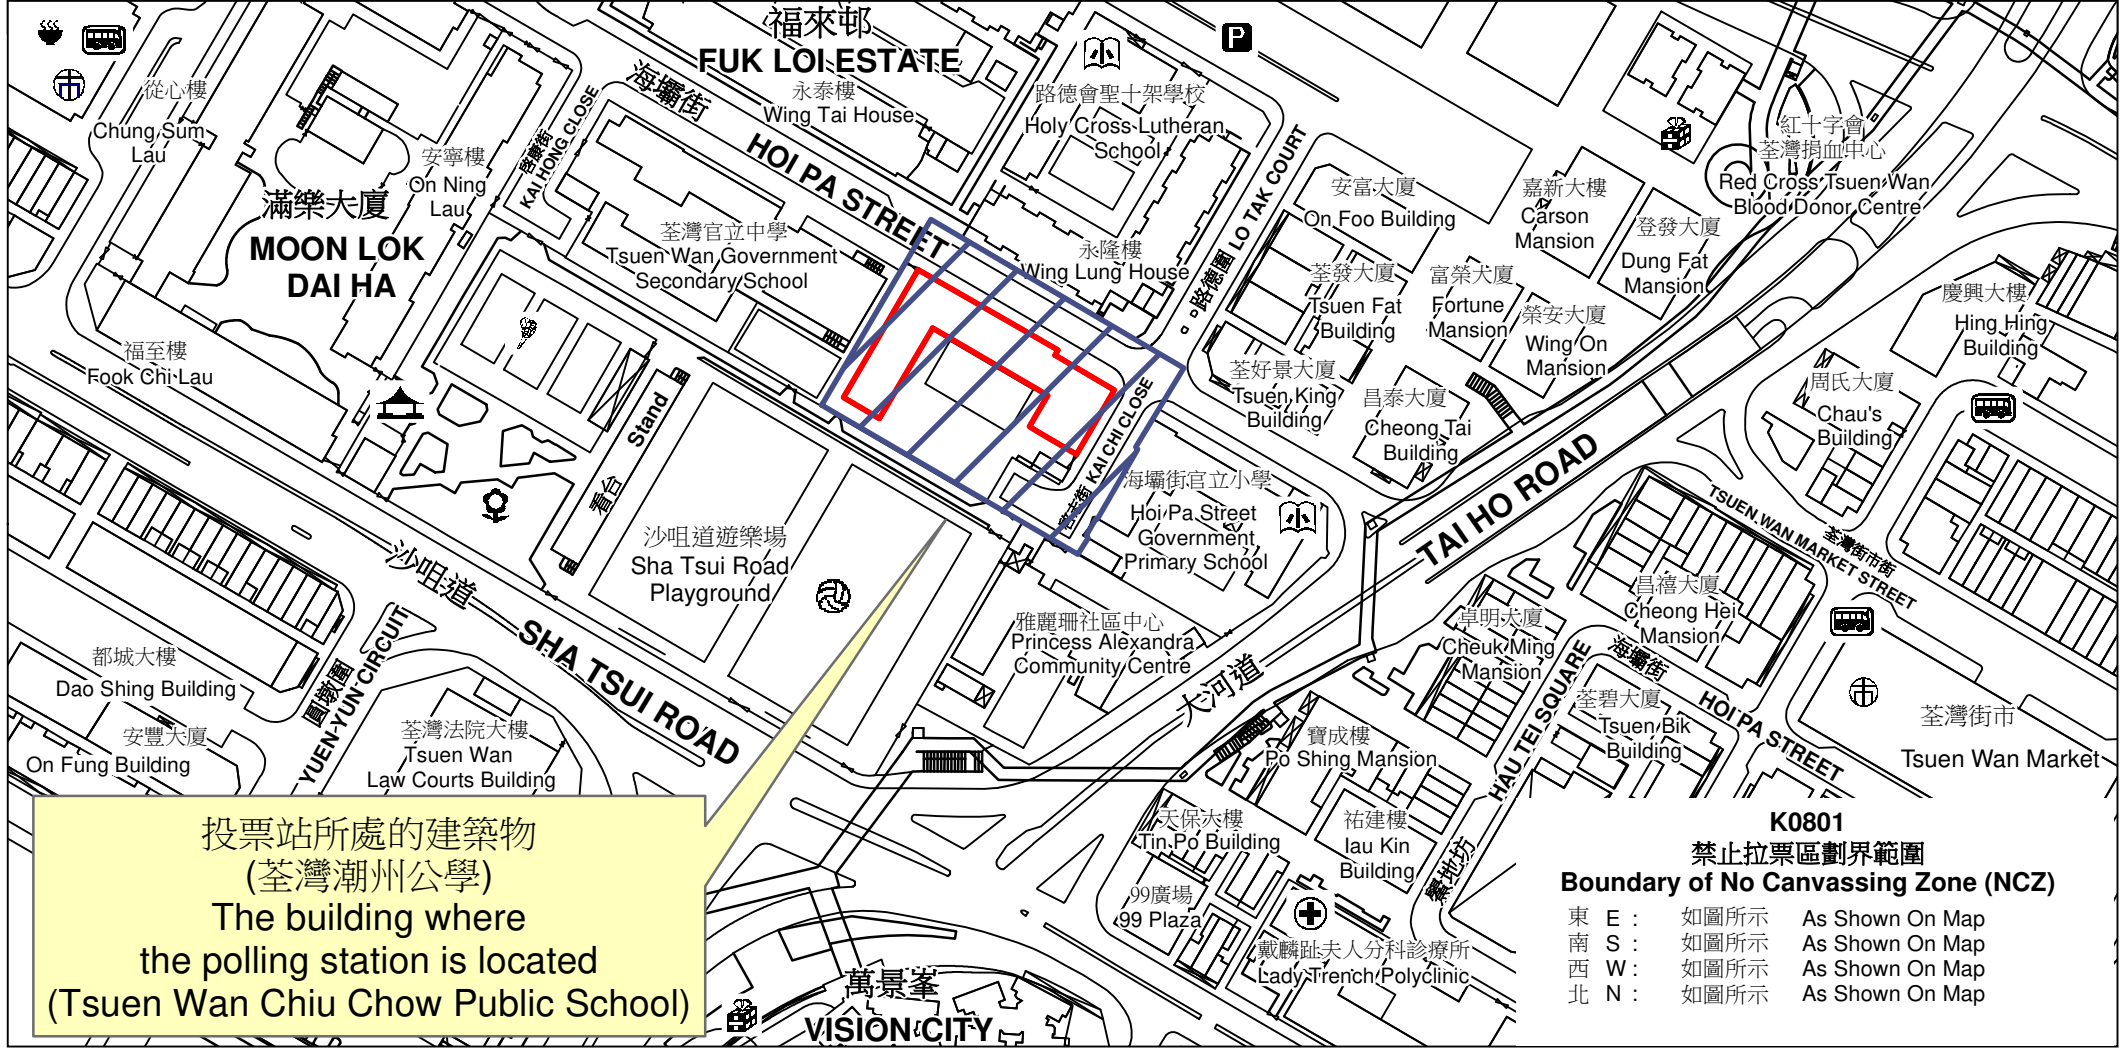 福來邨
FUK LOI ESTATE
海壩街
HOI PA STREET
永泰樓
Wing Tai House
路德會聖十架學校
Holy Cross Lutheran
School
從心樓
Chung Sum
Lau
安寧樓
On Ning
Lau
啓康街
KAI HONG CLOSE
滿樂大廈
MOON LOK
DAI HA
荃灣官立中學
Tsuen Wan Government
Secondary School
永隆樓
Wing Lung House
路德圍 LO TAK COURT
安富大廈
On Foo Building
嘉新大樓
Carson
Mansion
紅十字會
荃灣捐血中心
Red Cross Tsuen Wan
Blood Donor Centre
登發大廈
Dung Fat
Mansion
荃發大廈
Tsuen Fat
Building
富榮大廈
Fortune
Mansion
榮安大廈
Wing On
Mansion
慶興大樓
Hing Hing
Building
福至樓
Fook Chi Lau
荃好景大廈
Tsuen King
Building
昌泰大廈
Cheong Tai
Building
周氏大廈
Chau's
Building
看台
Stand
啓志街 KAI CHI CLOSE
海壩街官立小學
Hoi Pa Street
Government
Primary School
大河道
TAI HO ROAD
荃灣街市街
TSUEN WAN MARKET STREET
沙咀道遊樂場
Sha Tsui Road
Playground
沙咀道
SHA TSUI ROAD
雅麗珊社區中心
Princess Alexandra
Community Centre
昌禧大廈
Cheong Hei
Mansion
卓明大廈
Cheuk Ming
Mansion
海壩街
HOI PA STREET
荃碧大廈
Tsuen Bik
Building
荃灣街市
Tsuen Wan Market
都城大樓
Dao Shing Building
圓墩圍
YUEN YUN CIRCUIT
安豐大廈
On Fung Building
荃灣法院大樓
Tsuen Wan
Law Courts Building
寶成樓
Po Shing Mansion
HAU TEI SQUARE
天保大樓
Tin Po Building
祐建樓
Iau Kin
Building
99廣場
99 Plaza
戴麟趾夫人分科診療所
Lady Trench Polyclinic
萬景峯
VISION CITY
投票站所處的建築物
(荃灣潮州公學)
The building where
the polling station is located
(Tsuen Wan Chiu Chow Public School)
K0801
禁止拉票區劃界範圍
Boundary of No Canvassing Zone (NCZ)
東 E : 如圖所示 As Shown On Map
南 S : 如圖所示 As Shown On Map
西 W : 如圖所示 As Shown On Map
北 N : 如圖所示 As Shown On Map
P